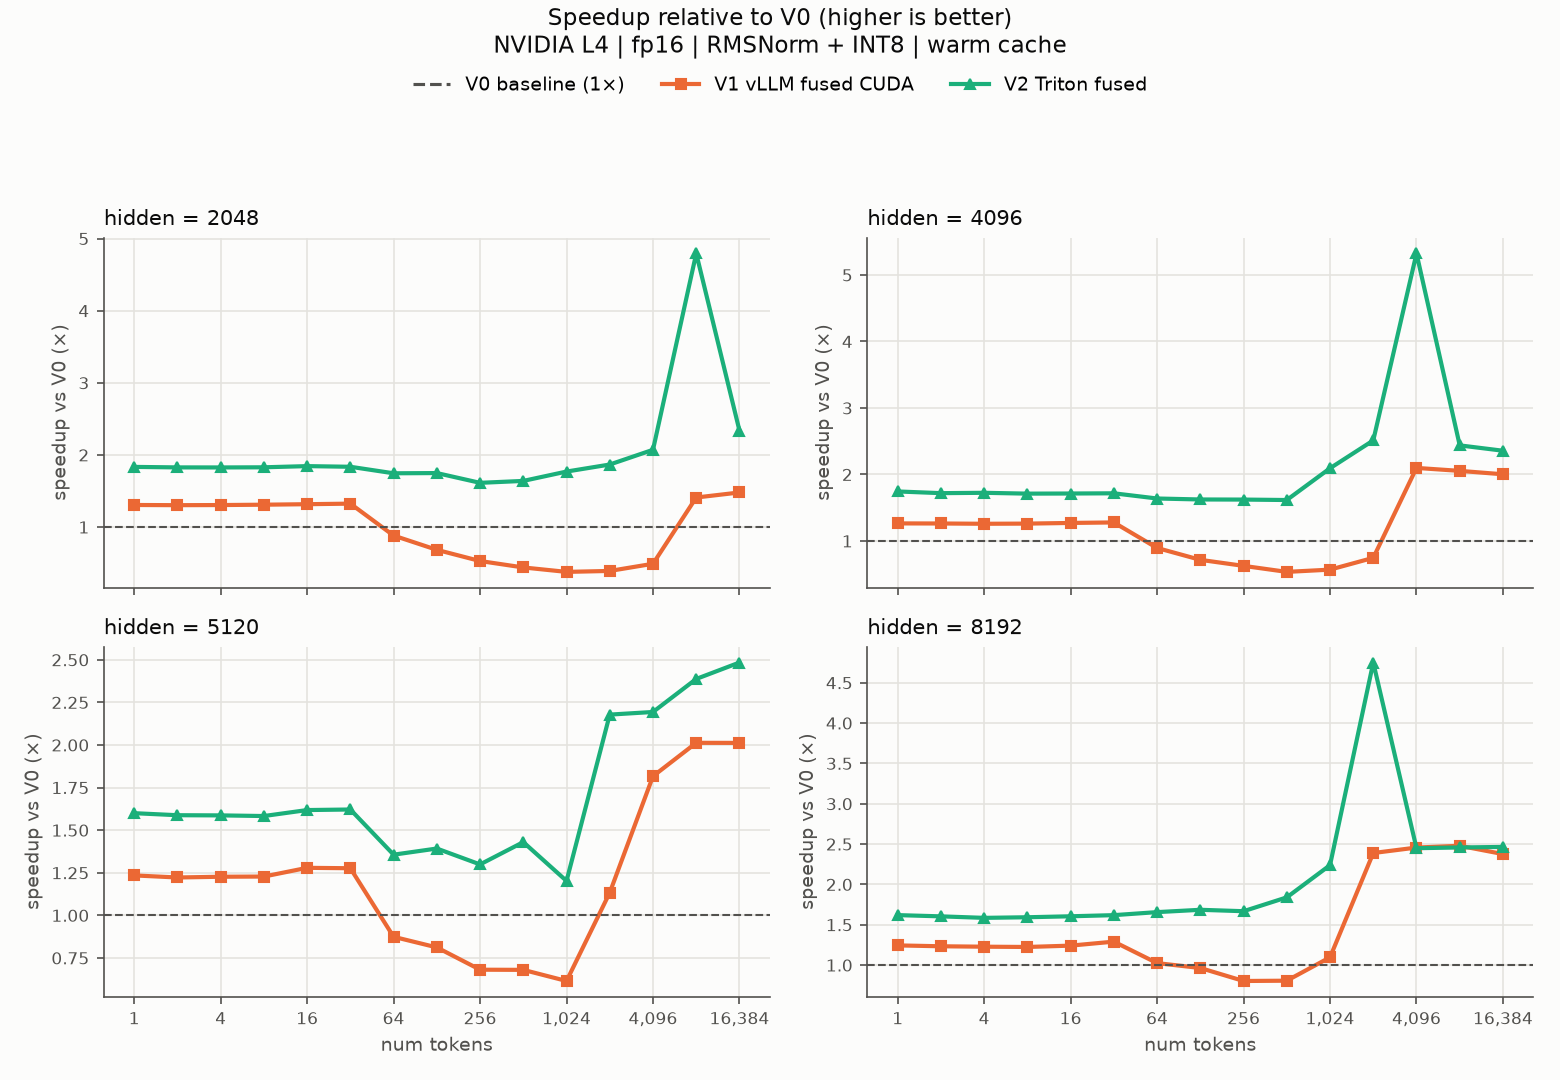 Speedup relative to V0 (higher is better)
NVIDIA L4 | fp16 | RMSNorm + INT8 | warm cache
V0 baseline (1×)
V1 vLLM fused CUDA
V2 Triton fused
hidden = 2048
speedup vs V0 (×)
5
4
3
2
1
hidden = 4096
speedup vs V0 (×)
5
4
3
2
1
hidden = 5120
speedup vs V0 (×)
2.50
2.25
2.00
1.75
1.50
1.25
1.00
0.75
1 4 16 64 256 1,024 4,096 16,384
num tokens
hidden = 8192
speedup vs V0 (×)
4.5
4.0
3.5
3.0
2.5
2.0
1.5
1.0
1 4 16 64 256 1,024 4,096 16,384
num tokens